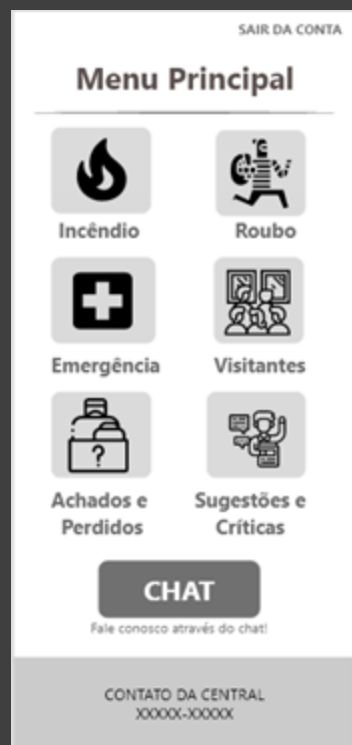 SAIR DA CONTA
Menu Principal
Incêndio
Roubo
Emergência
Visitantes
?
Achados e
Perdidos
Sugestões e
Críticas
CHAT
Fale conosco através do chat!
CONTATO DA CENTRAL
XXXXX-XXXXX